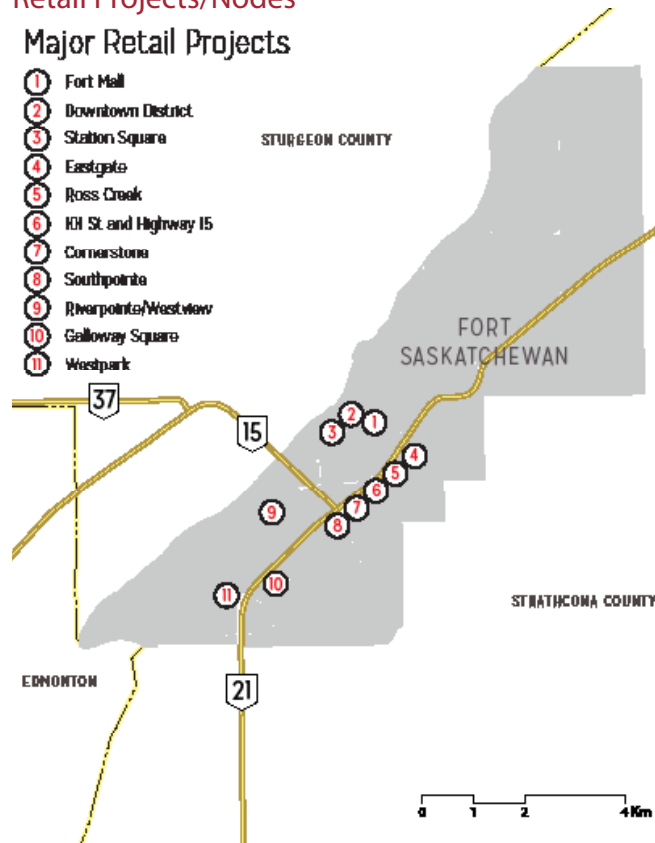 Retail Projects/Nodes
Major Retail Projects
1 Fort Mall
2 Downtown District
3 Station Square
4 Eastgate
5 Ross Creek
6 St and Highway 15
7 Cornerstone
8 Southpointe
9 Riverpointe/Westview
10 Galloway Square
11 Westpark
STURGEON COUNTY
FORT
SASKATCHEWAN
37
15
2
1
3
4
5
6
7
8
9
10
11
STRATHCONA COUNTY
EDMONTON
21
0 1 2 4Km